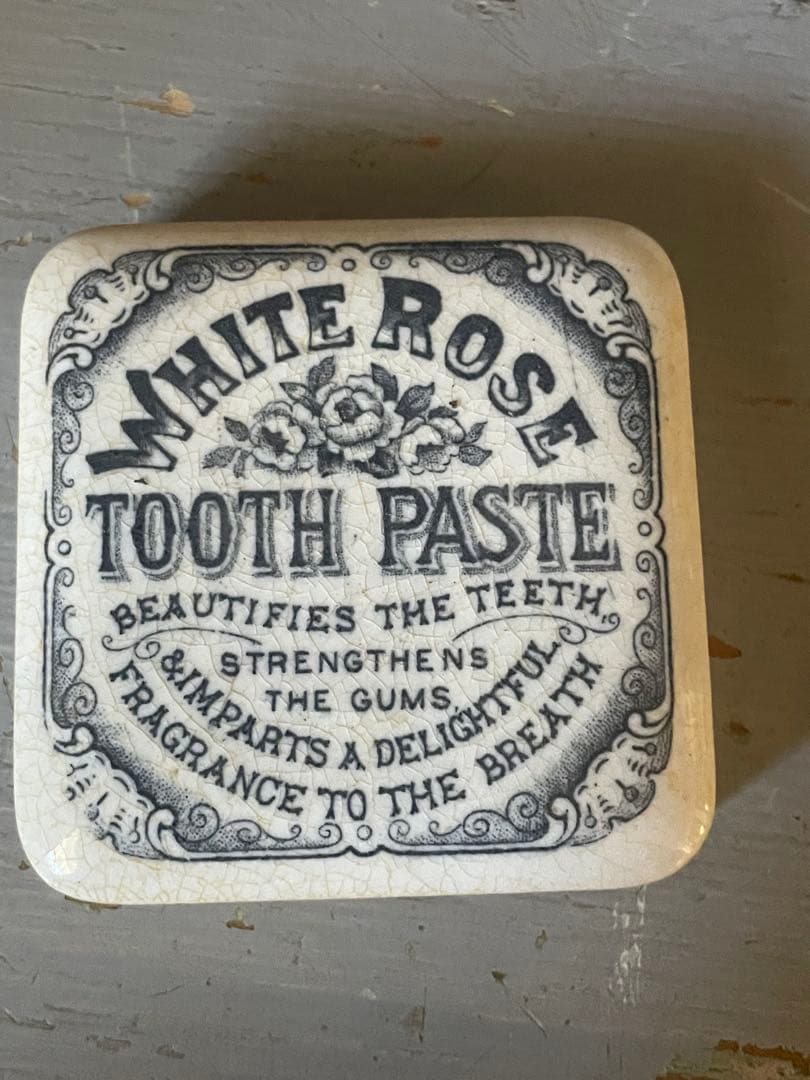 WHITE ROSE
TOOTH PASTE
BEAUTIFIES THE TEETH,
STRENGTHENS
THE GUMS,
& IMPARTS A DELIGHTFUL
FRAGRANCE TO THE BREATH